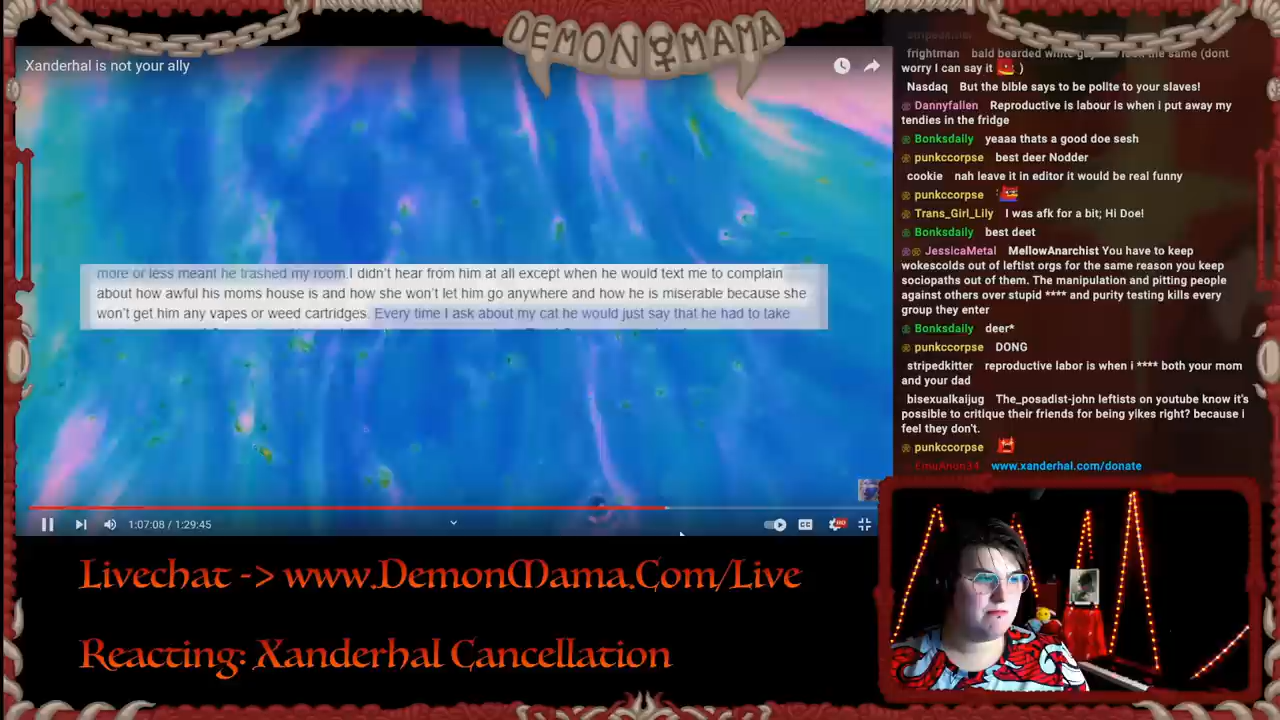 DEMON MAMA
Xanderhal is not your ally
more or less meant he trashed my room.I didn't hear from him at all except when he would text me to complain
about how awful his moms house is and how she won't let him go anywhere and how he is miserable because she
won't get him any vapes or weed cartridges. Every time I ask about my cat he would just say that he had to take
1:07:08 / 1:29:45
CC
HD
Livechat -> www.DemonMama.Com/Live
Reacting: Xanderhal Cancellation
stripedkitter
frightman bald bearded white the same (dont
worry I can say it )
Nasdaq But the bible says to be polite to your slaves!
Dannyfallen Reproductive is labour is when i put away my
tendies in the fridge
Bonksdaily yeaaa thats a good doe sesh
punkccorpse best deer Nodder
cookie nah leave it in editor it would be real funny
punkccorpse
Trans_Girl_Lily I was afk for a bit; Hi Doe!
Bonksdaily best deet
JessicaMetal MellowAnarchist You have to keep
wokescolds out of leftist orgs for the same reason you keep
sociopaths out of them. The manipulation and pitting people
against others over stupid **** and purity testing kills every
group they enter
Bonksdaily deer*
punkccorpse DONG
stripedkitter reproductive labor is when i **** both your mom
and your dad
bisexualkaijug The_posadist-john leftists on youtube know it's
possible to critique their friends for being yikes right? because i
feel they don't.
punkccorpse
EmuAnon34 www.xanderhal.com/donate